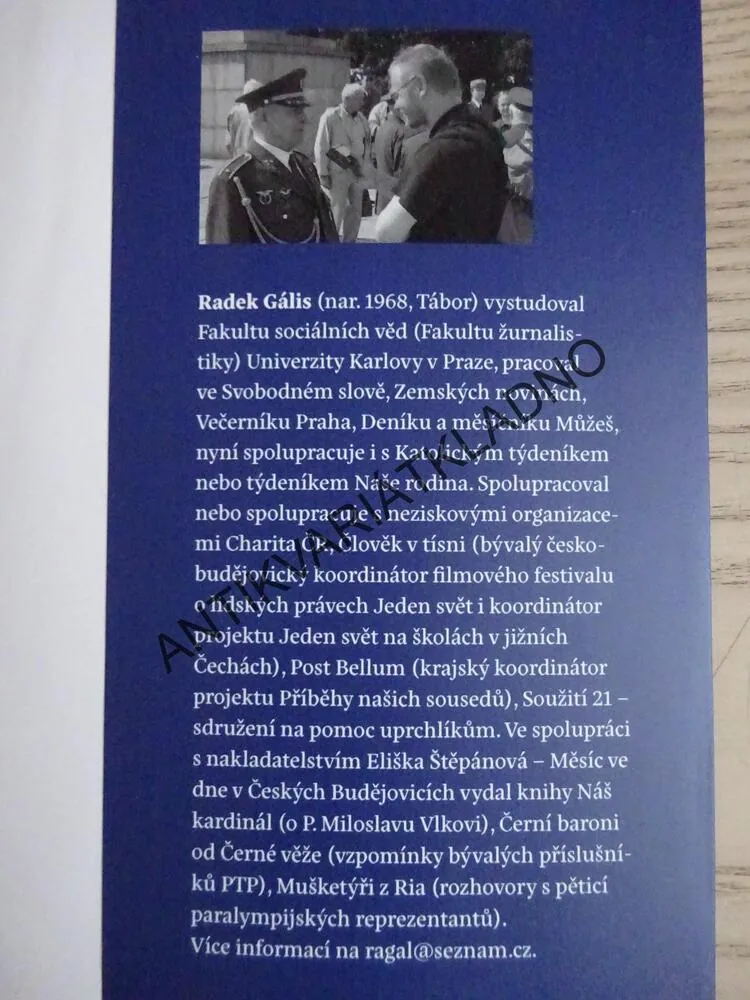 Radek Gális (nar. 1968, Tábor) vystudoval
Fakultu sociálních věd (Fakultu žurnalis-
tiky) Univerzity Karlovy v Praze, pracoval
ve Svobodném slově, Zemských novinách,
Večerníku Praha, Deníku a měsíčníku Můžeš,
nyní spolupracuje i s Katolickým týdeníkem
nebo týdeníkem Naše rodina. Spolupracoval
nebo spolupracuje s neziskovými organizace-
mi Charita ČR, Člověk v tísni (bývalý česko-
budějovický koordinátor filmového festivalu
o lidských právech Jeden svět i koordinátor
projektu Jeden svět na školách v jižních
Čechách), Post Bellum (krajský koordinátor
projektu Příběhy našich sousedů), Soužití 21 –
sdružení na pomoc uprchlíkům. Ve spolupráci
s nakladatelstvím Eliška Štěpánová – Měsíc ve
dne v Českých Budějovicích vydal knihy Náš
kardinál (o P. Miloslavu Vlkovi), Černí baroni
od Černé věže (vzpomínky bývalých příslušní-
ků PTP), Mušketýři z Ria (rozhovory s pěticí
paralympijských reprezentantů).
Více informací na ragal@seznam.cz.
ANTIKVARIÁTKLADNO